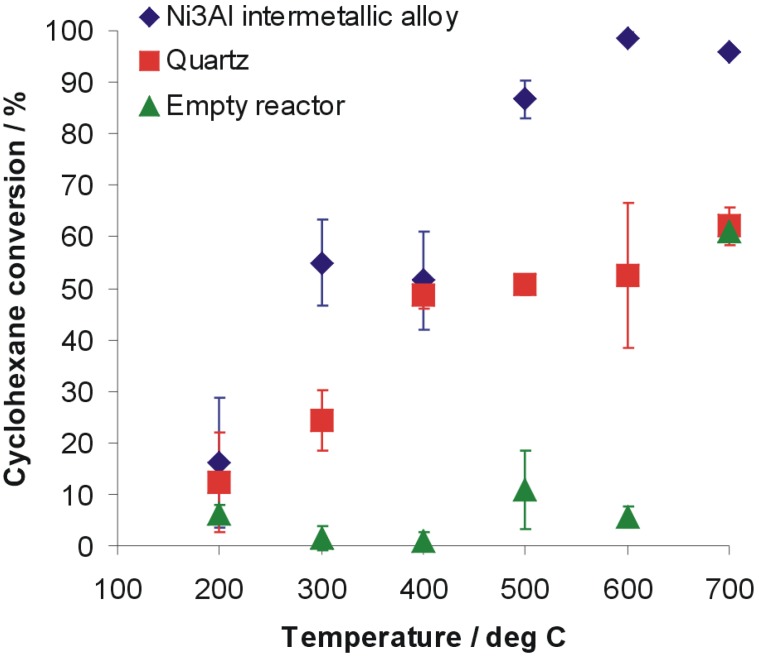 Ni3Al intermetallic alloy
Quartz
Empty reactor
Cyclohexane conversion / %
100
90
80
70
60
50
40
30
20
10
0
100 200 300 400 500 600 700
Temperature / deg C